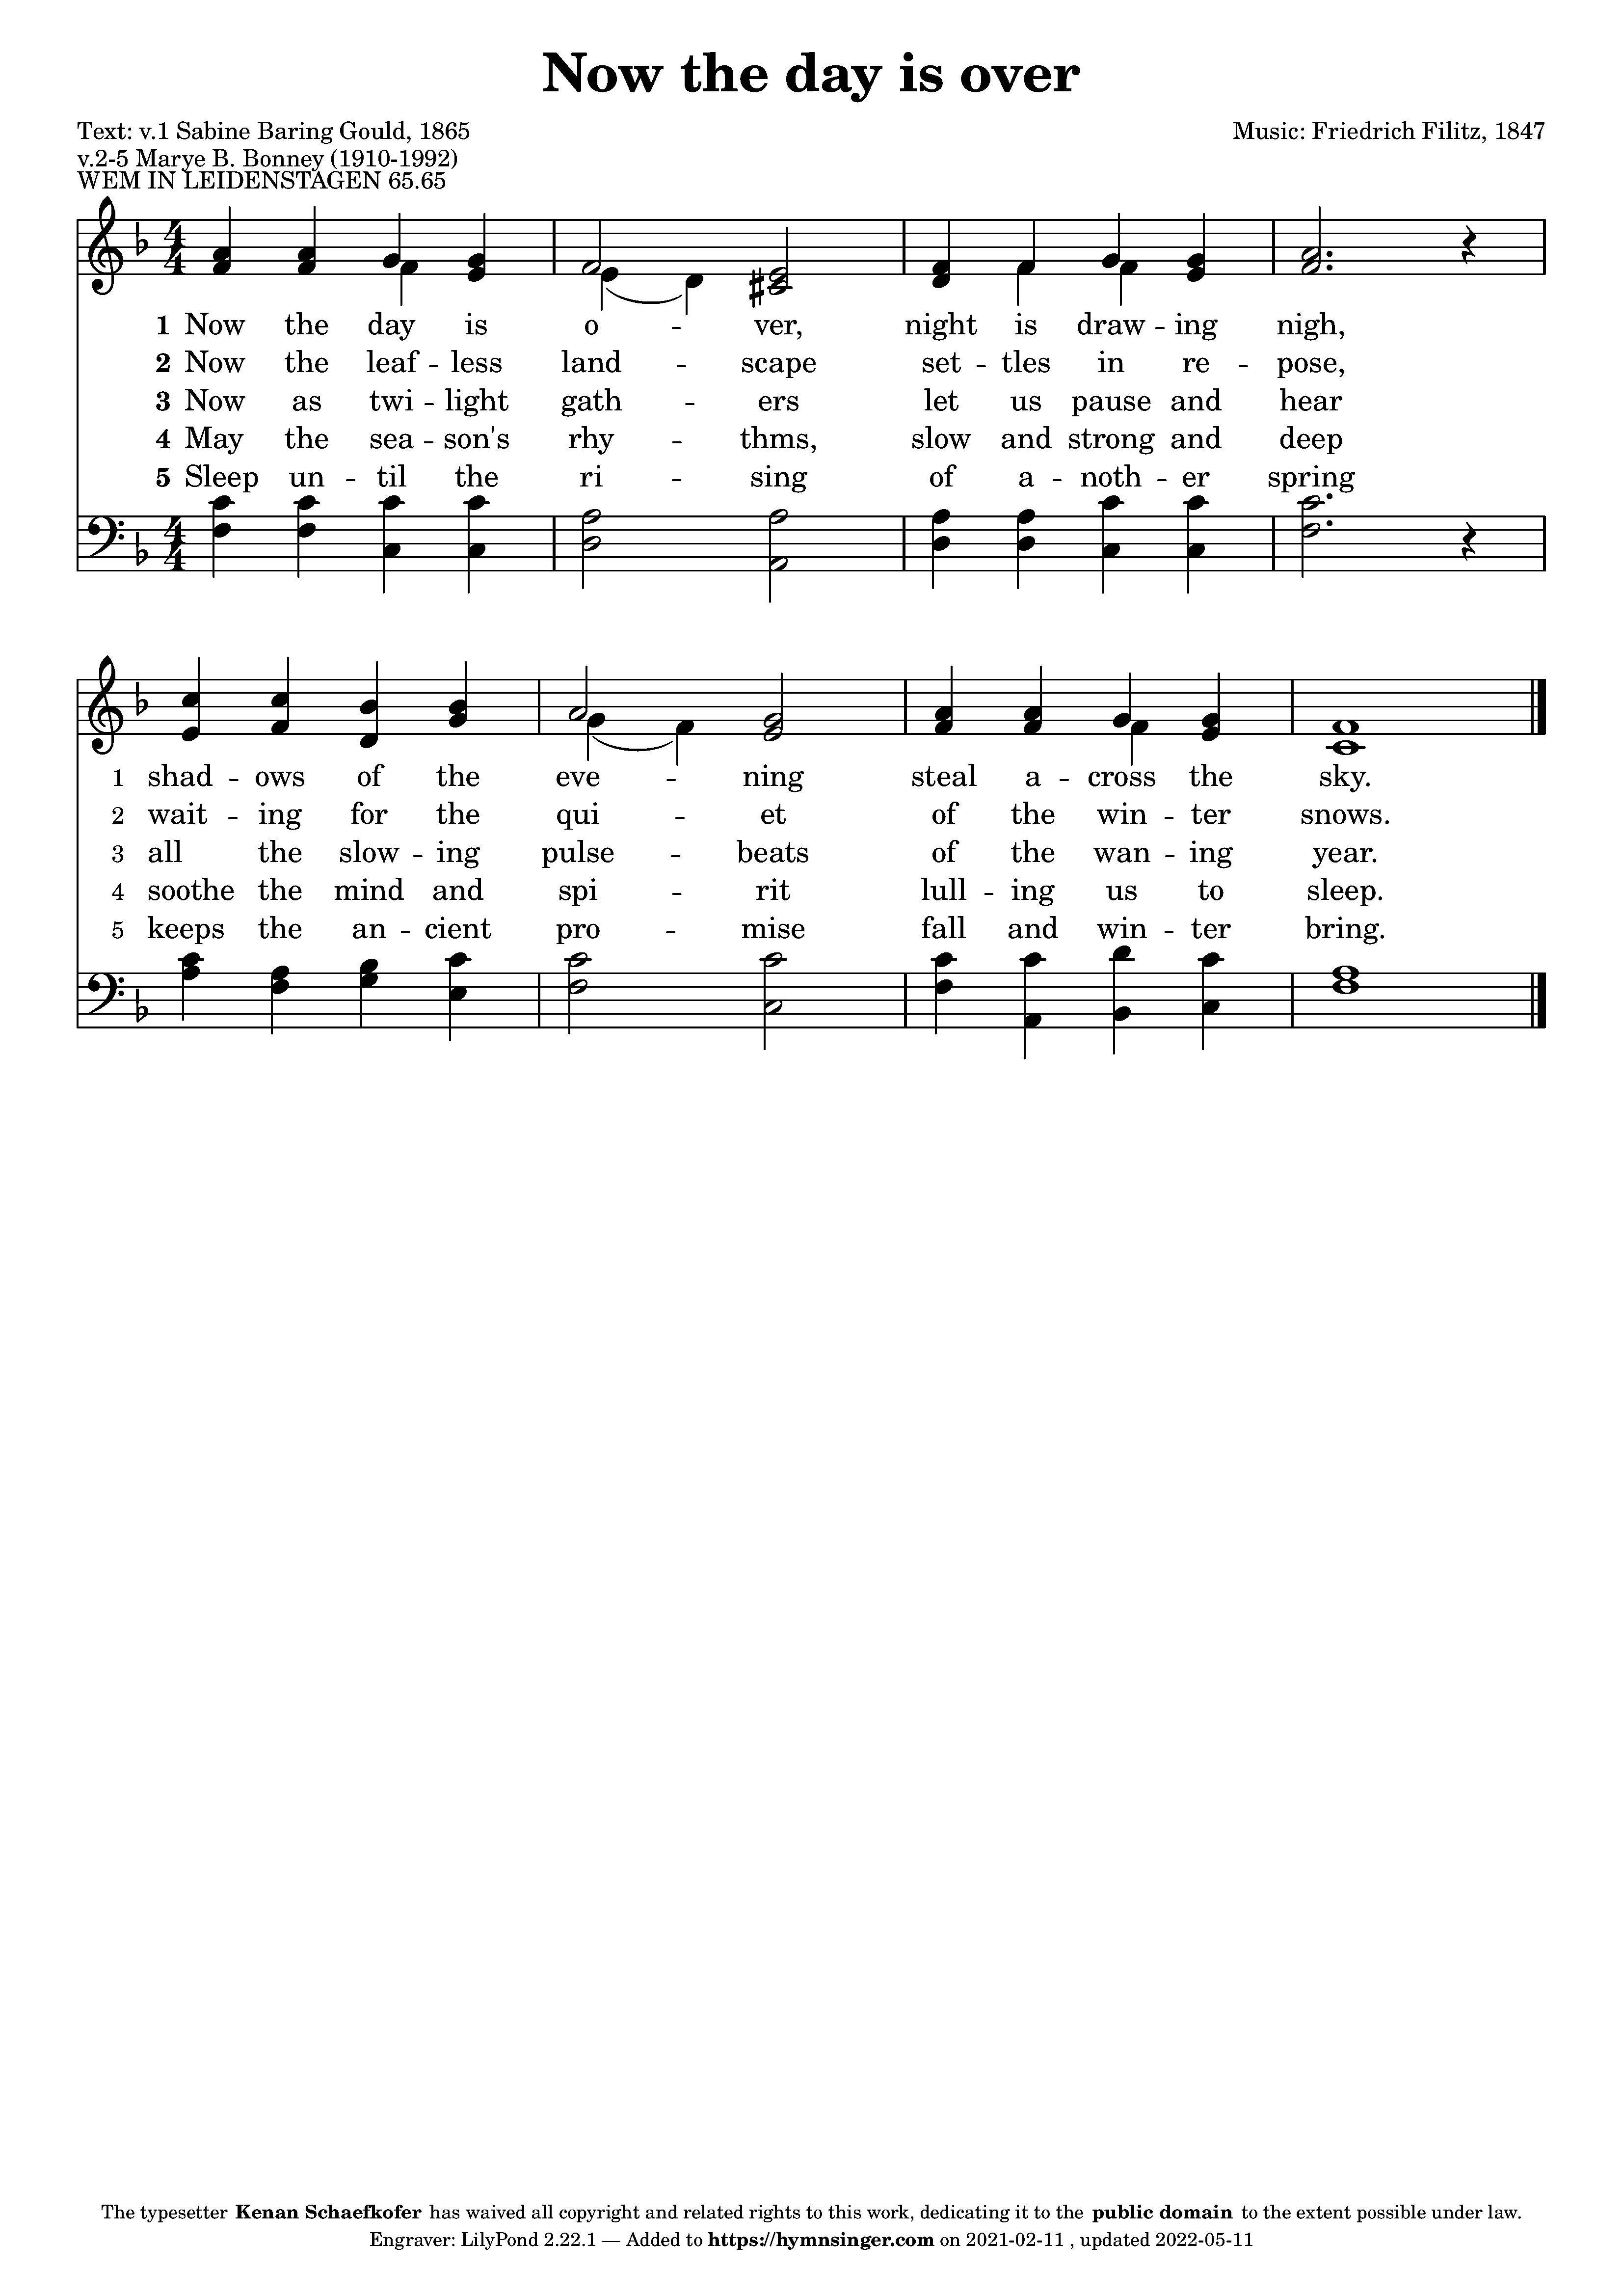 Now the day is over
Text: v.1 Sabine Baring Gould, 1865
Music: Friedrich Filitz, 1847
v.2-5 Marye B. Bonney (1910-1992)
WEM IN LEIDENSTAGEN 65.65
1 Now the day is o -- ver, night is draw -- ing nigh,
2 Now the leaf -- less land -- scape set -- tles in re -- pose,
3 Now as twi -- light gath -- ers let us pause and hear
4 May the sea -- son's rhy -- thms, slow and strong and deep
5 Sleep un -- til the ri -- sing of a -- noth -- er spring
1 shad -- ows of the eve -- ning steal a -- cross the sky.
2 wait -- ing for the qui -- et of the win -- ter snows.
3 all the slow -- ing pulse -- beats of the wan -- ing year.
4 soothe the mind and spi -- rit lull -- ing us to sleep.
5 keeps the an -- cient pro -- mise fall and win -- ter bring.
The typesetter Kenan Schaefkofer has waived all copyright and related rights to this work, dedicating it to the public domain to the extent possible under law.
Engraver: LilyPond 2.22.1 — Added to https://hymnsinger.com on 2021-02-11 , updated 2022-05-11